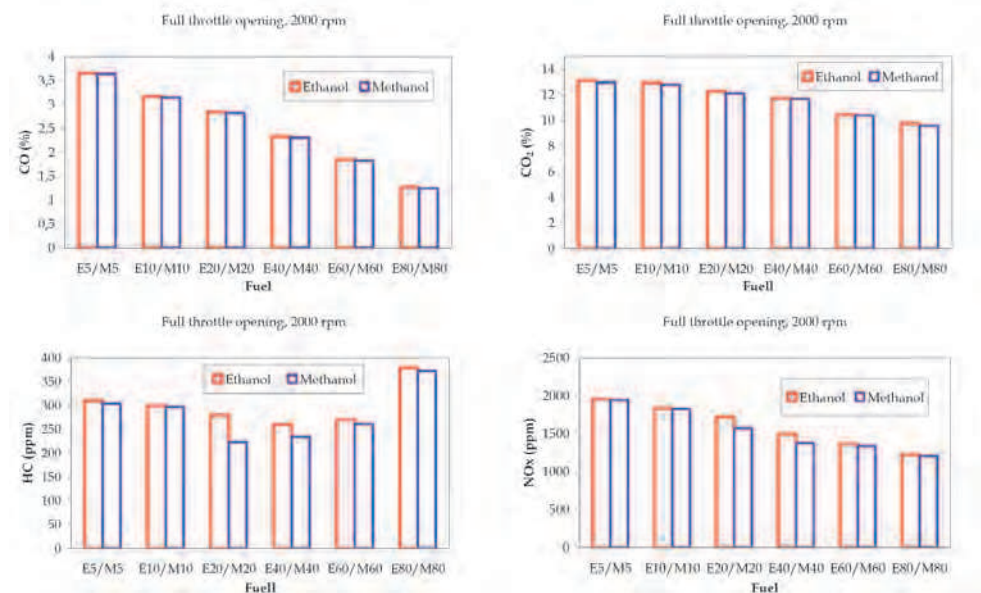 Full throttle opening, 2000 rpm
4
3,5
3
2,5
2
1,5
1
0,5
0
CO (%)
Ethanol Methanol
E5/M5 E10/M10 E20/M20 E40/M40 E60/M60 E80/M80
Fuel
Full throttle opening, 2000 rpm
14
12
10
8
6
4
2
0
CO₂ (%)
Ethanol Methanol
E5/M5 E10/M10 E20/M20 E40/M40 E60/M60 E80/M80
Fuell
Full throttle opening, 2000 rpm
400
350
300
250
200
150
100
50
0
HC (ppm)
Ethanol Methanol
E5/M5 E10/M10 E20/M20 E40/M40 E60/M60 E80/M80
Fuell
Full throttle opening, 2000 rpm
2500
2000
1500
1000
500
0
NOx (ppm)
Ethanol Methanol
E5/M5 E10/M10 E20/M20 E40/M40 E60/M60 E80/M80
Fuel